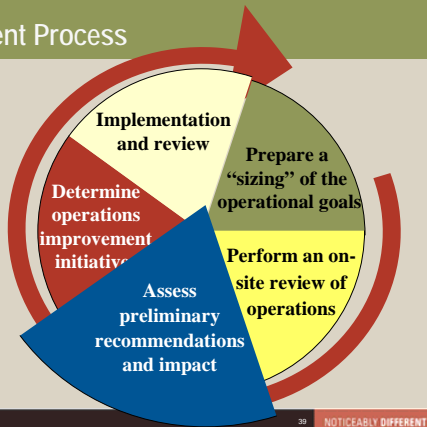 ent Process
Implementation
and review
Prepare a
“sizing” of the
operational goals
Determine
operations
improvement
initiative
Perform an on-
site review of
operations
Assess
preliminary
recommendations
and impact
39 NOTICEABLY DIFFERENT